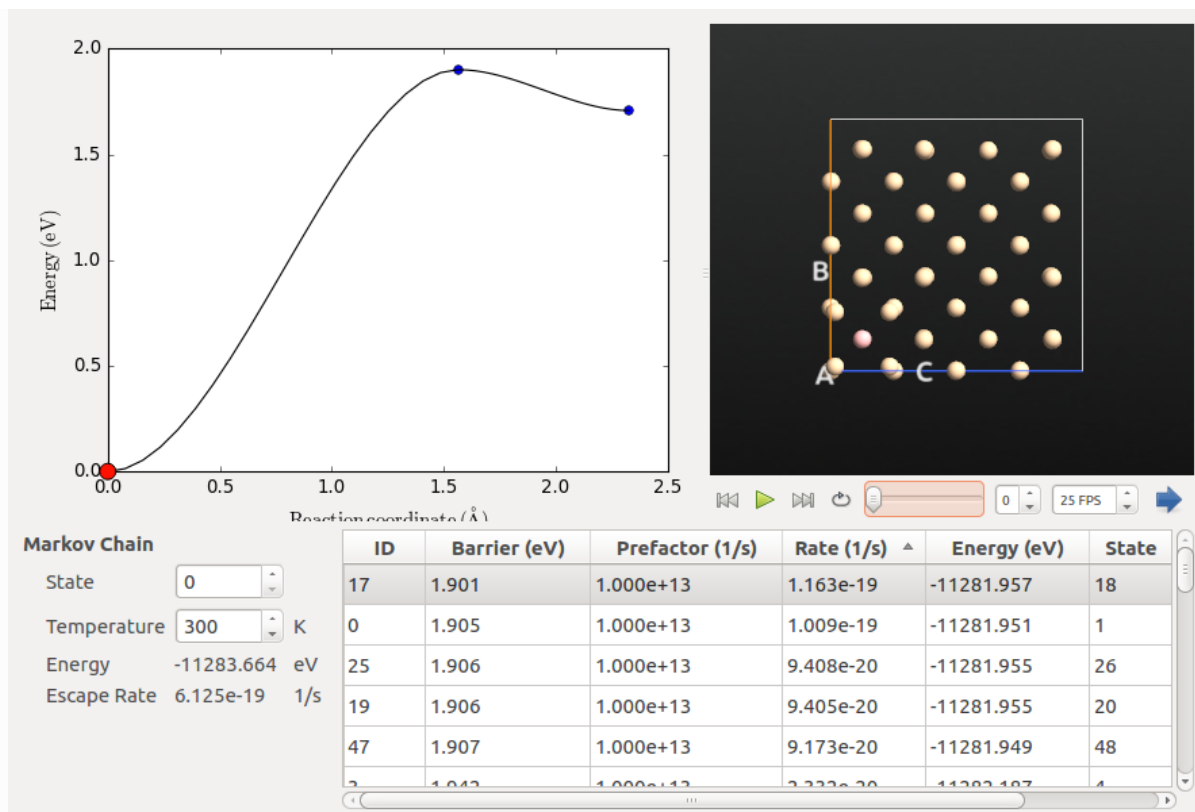 2.0
1.5
1.0
0.5
0.0
Energy (eV)
0.0 0.5 1.0 1.5 2.0 2.5
Reaction coordinate (Å)
B
A C
0 25 FPS
Markov Chain
State 0
Temperature 300 K
Energy -11283.664 eV
Escape Rate 6.125e-19 1/s
ID Barrier (eV) Prefactor (1/s) Rate (1/s) Energy (eV) State
17 1.901 1.000e+13 1.163e-19 -11281.957 18
0 1.905 1.000e+13 1.009e-19 -11281.951 1
25 1.906 1.000e+13 9.408e-20 -11281.955 26
19 1.906 1.000e+13 9.405e-20 -11281.955 20
47 1.907 1.000e+13 9.173e-20 -11281.949 48